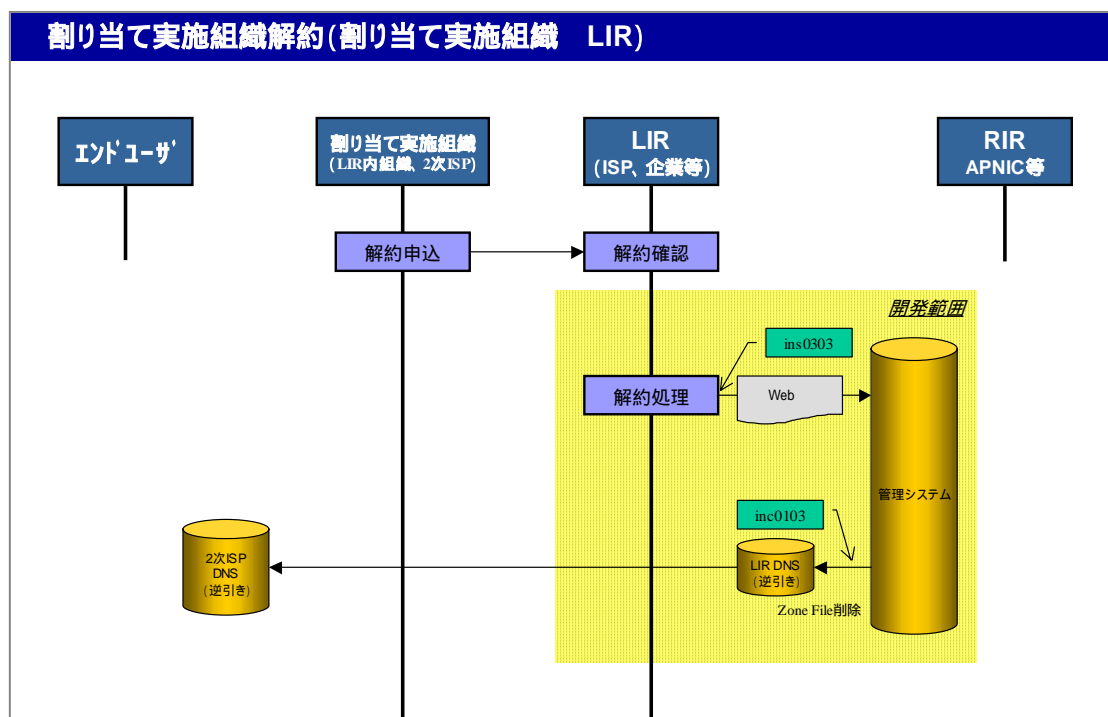 割り当て実施組織解約(割り当て実施組織　LIR)
ｴﾝﾄﾞﾕｰｻﾞ
割り当て実施組織
(LIR内組織、2次ISP)
LIR
(ISP、企業等)
RIR
APNIC等
解約申込
解約確認
開発範囲
ins0303
解約処理
Web
管理システム
inc0103
2次ISP
DNS
(逆引き)
LIR DNS
(逆引き)
Zone File削除